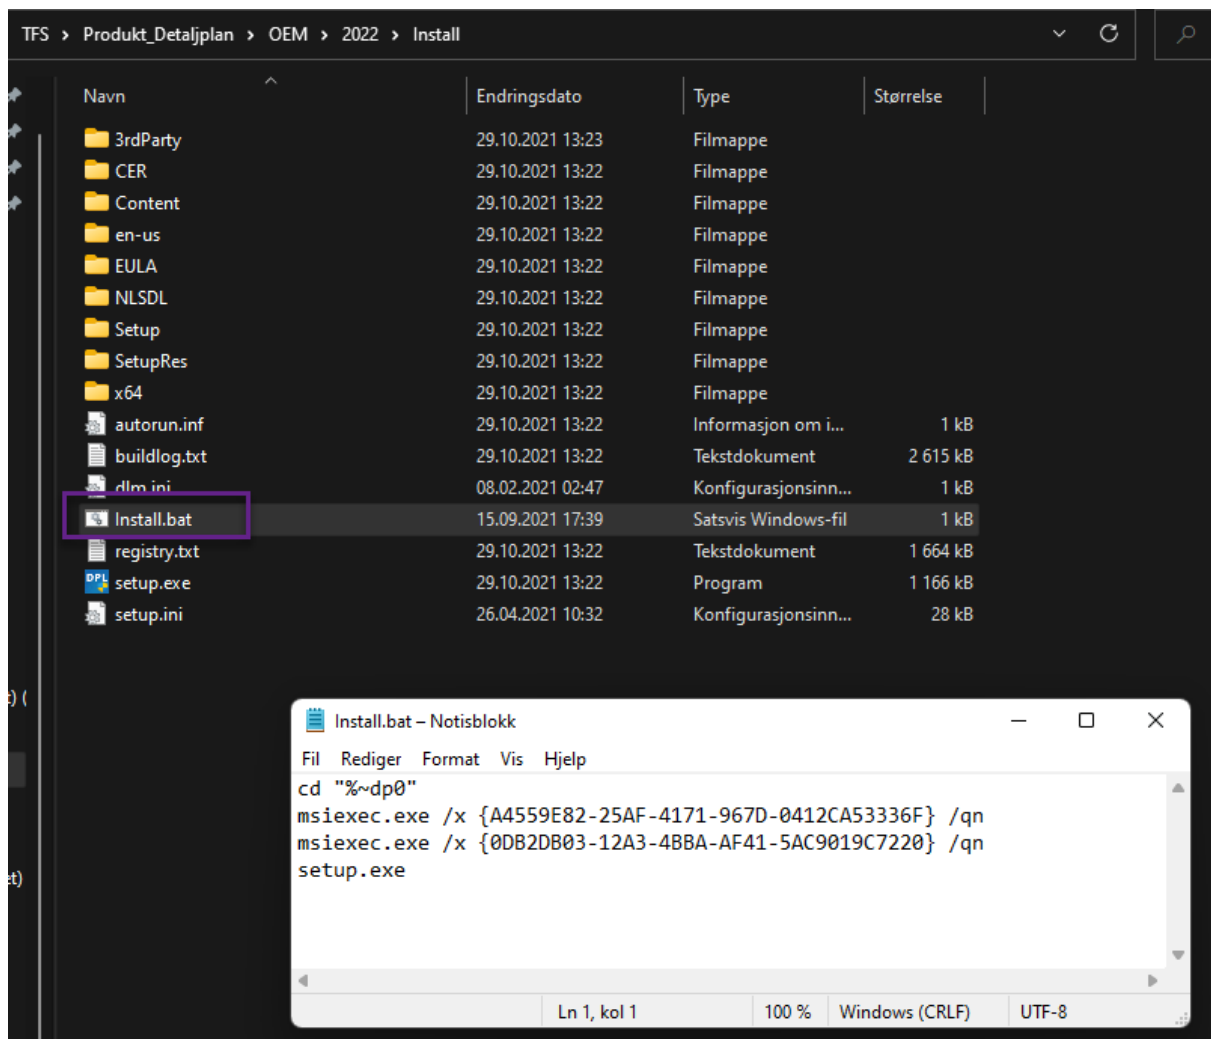 TFS > Produkt_Detaljplan > OEM > 2022 > Install
Navn Endringsdato Type Størrelse
3rdParty 29.10.2021 13:23 Filmappe
CER 29.10.2021 13:22 Filmappe
Content 29.10.2021 13:22 Filmappe
en-us 29.10.2021 13:22 Filmappe
EULA 29.10.2021 13:22 Filmappe
NLSDL 29.10.2021 13:22 Filmappe
Setup 29.10.2021 13:22 Filmappe
SetupRes 29.10.2021 13:22 Filmappe
x64 29.10.2021 13:22 Filmappe
autorun.inf 29.10.2021 13:22 Informasjon om i... 1 kB
buildlog.txt 29.10.2021 13:22 Tekstdokument 2 615 kB
dlm.ini 08.02.2021 02:47 Konfigurasjonsinn... 1 kB
Install.bat 15.09.2021 17:39 Satsvis Windows-fil 1 kB
registry.txt 29.10.2021 13:22 Tekstdokument 1 664 kB
DPL setup.exe 29.10.2021 13:22 Program 1 166 kB
setup.ini 26.04.2021 10:32 Konfigurasjonsinn... 28 kB
Install.bat – Notisblokk
Fil Rediger Format Vis Hjelp
cd "%~dp0"
msiexec.exe /x {A4559E82-25AF-4171-967D-0412CA53336F} /qn
msiexec.exe /x {0DB2DB03-12A3-4BBA-AF41-5AC9019C7220} /qn
setup.exe
Ln 1, kol 1 100 % Windows (CRLF) UTF-8